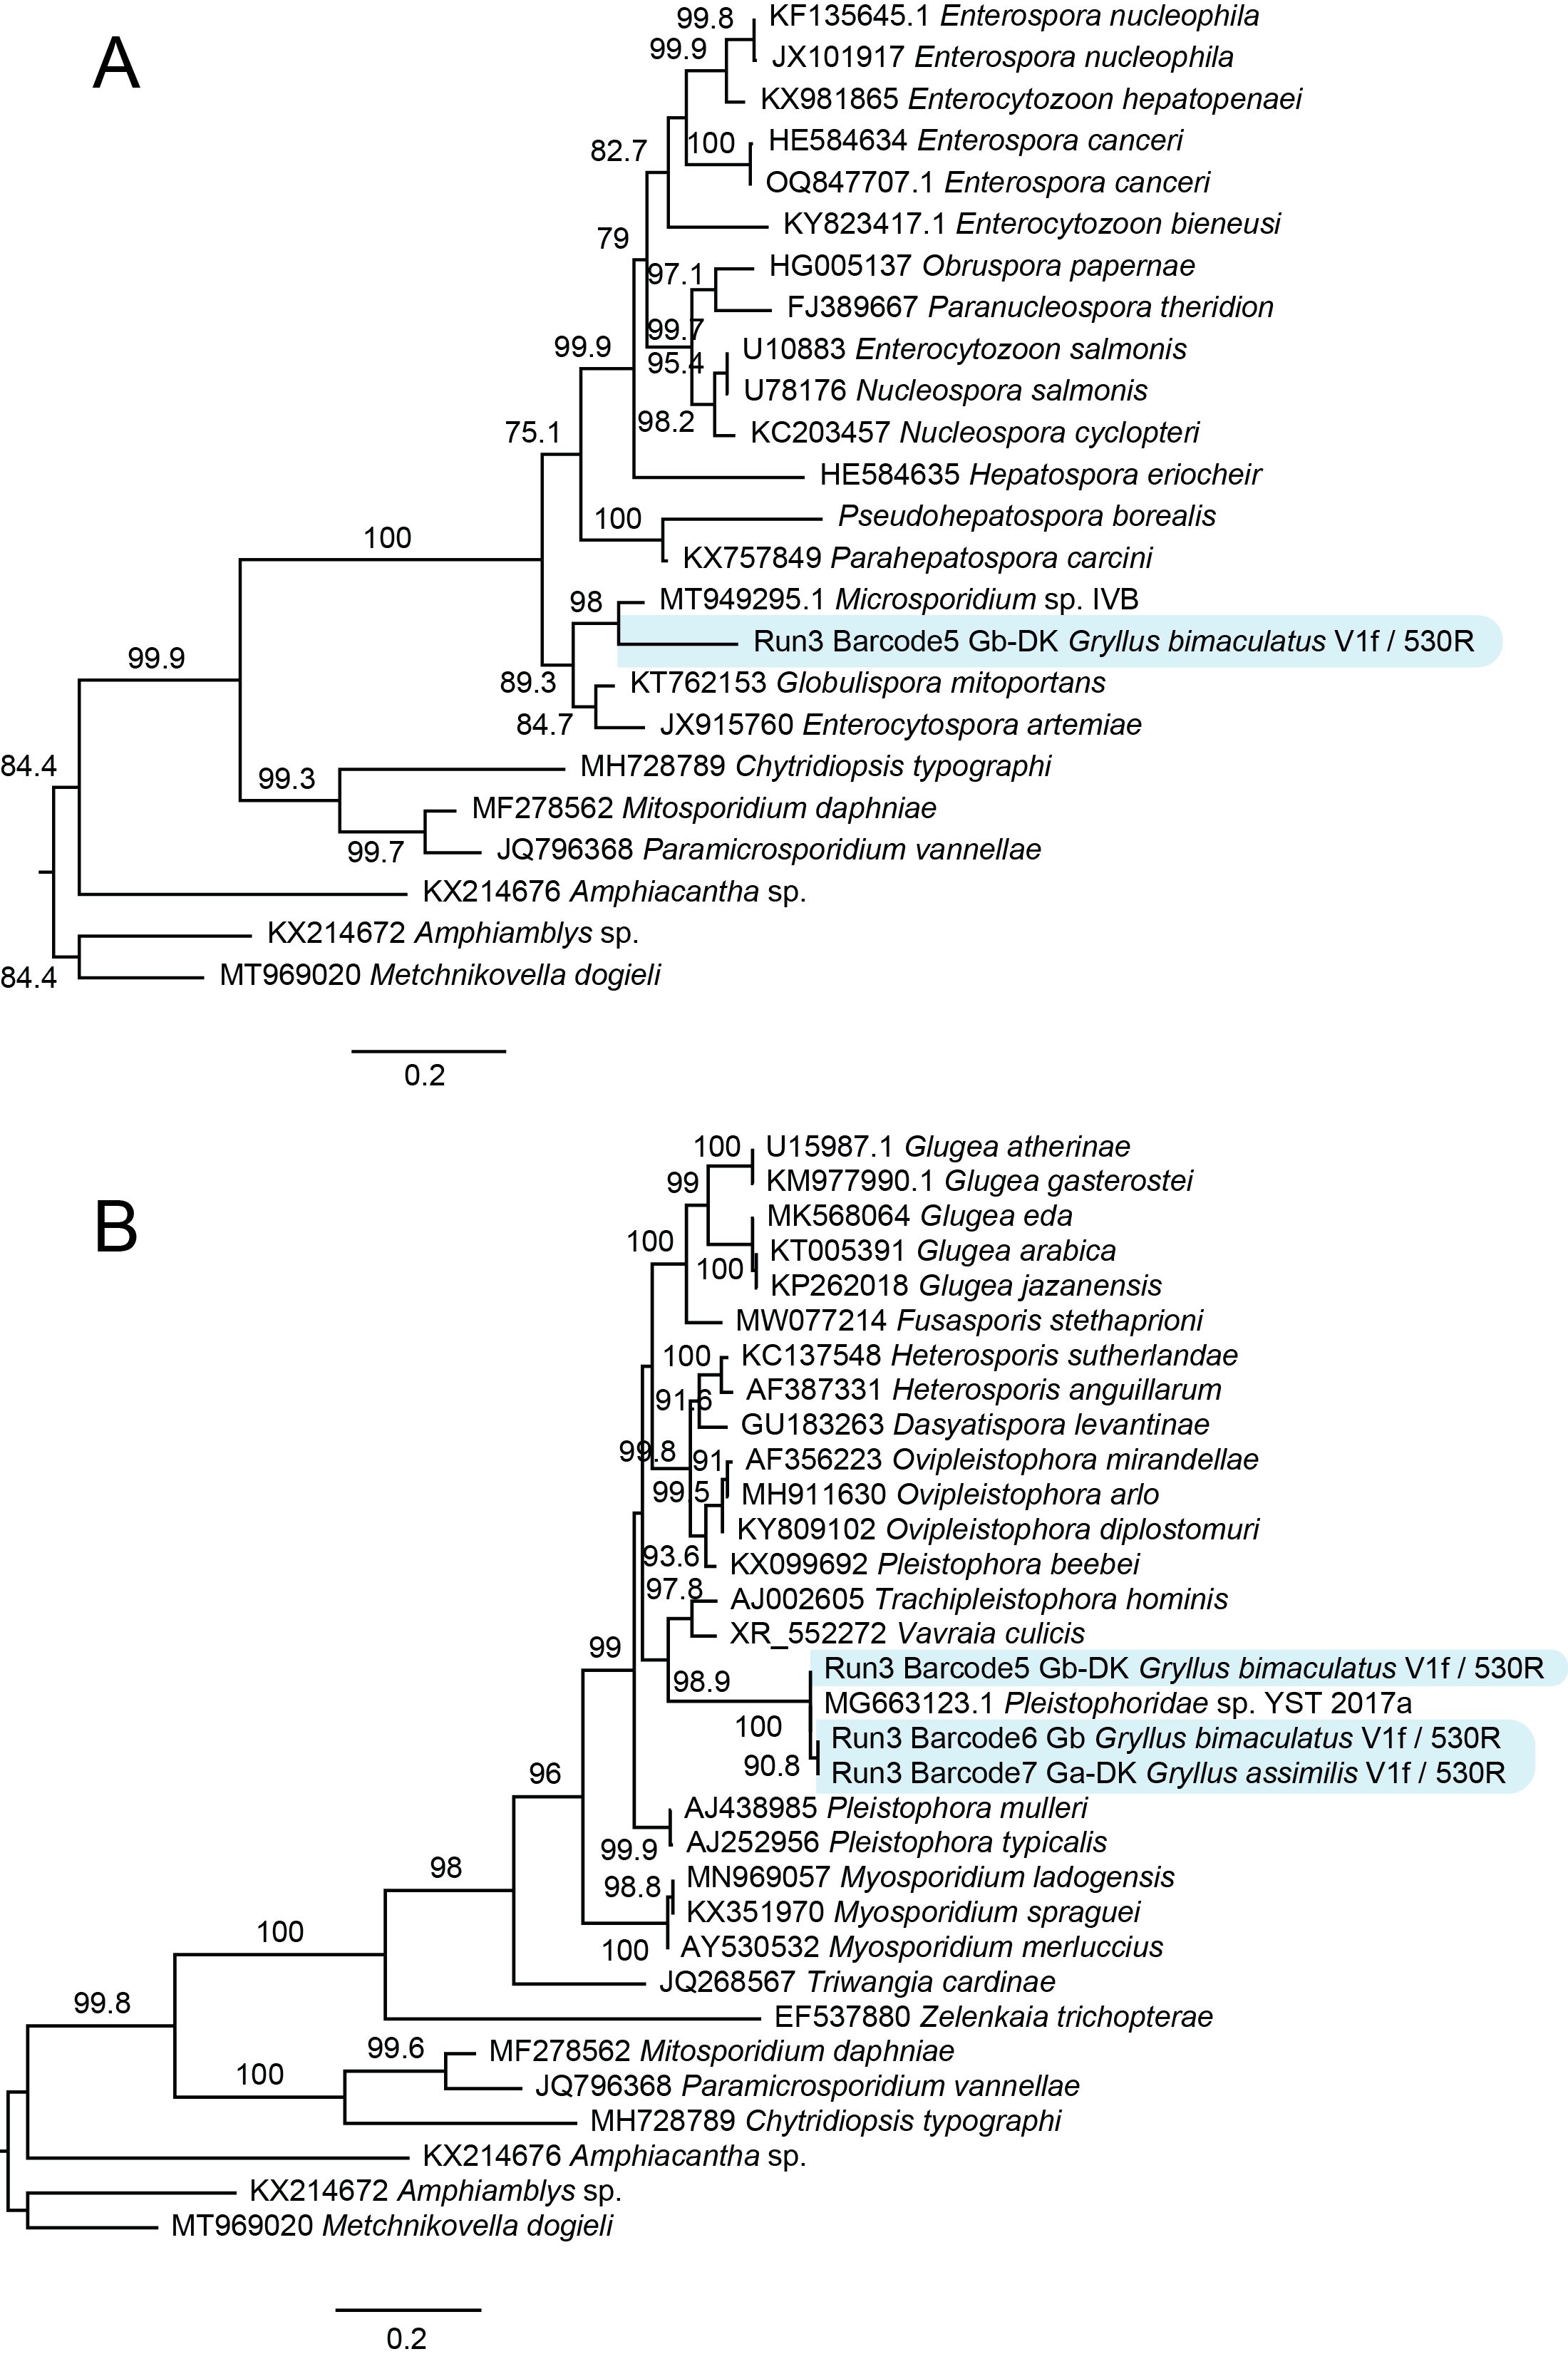 A
99.8
KF135645.1 Enterospora nucleophila
99.9
JX101917 Enterospora nucleophila
KX981865 Enterocytozoon hepatopenaei
82.7
100
HE584634 Enterospora canceri
OQ847707.1 Enterospora canceri
KY823417.1 Enterocytozoon bieneusi
79
97.1
HG005137 Obruspora papernae
FJ389667 Paranucleospora theridion
99.9
99.7
95.4
U10883 Enterocytozoon salmonis
U78176 Nucleospora salmonis
75.1
98.2
KC203457 Nucleospora cyclopteri
HE584635 Hepatospora eriocheir
100
100
Pseudohepatospora borealis
KX757849 Parahepatospora carcini
98
MT949295.1 Microsporidium sp. IVB
99.9
Run3 Barcode5 Gb-DK Gryllus bimaculatus V1f / 530R
89.3
KT762153 Globulispora mitoportans
84.7
JX915760 Enterocytospora artemiae
84.4
99.3
MH728789 Chytridiopsis typographi
MF278562 Mitosporidium daphniae
99.7
JQ796368 Paramicrosporidium vannellae
KX214676 Amphiacantha sp.
KX214672 Amphiamblys sp.
84.4
MT969020 Metchnikovella dogieli
0.2
B
100
U15987.1 Glugea atherinae
99
KM977990.1 Glugea gasterostei
MK568064 Glugea eda
100
KT005391 Glugea arabica
100
KP262018 Glugea jazanensis
MW077214 Fusasporis stethaprioni
100
KC137548 Heterosporis sutherlandae
91.6
AF387331 Heterosporis anguillarum
GU183263 Dasyatispora levantinae
99.8
91
AF356223 Ovipleistophora mirandellae
99.5
MH911630 Ovipleistophora arlo
KY809102 Ovipleistophora diplostomuri
93.6
KX099692 Pleistophora beebei
97.8
AJ002605 Trachipleistophora hominis
XR_552272 Vavraia culicis
99
98.9
Run3 Barcode5 Gb-DK Gryllus bimaculatus V1f / 530R
MG663123.1 Pleistophoridae sp. YST 2017a
100
Run3 Barcode6 Gb Gryllus bimaculatus V1f / 530R
96
90.8
Run3 Barcode7 Ga-DK Gryllus assimilis V1f / 530R
AJ438985 Pleistophora mulleri
99.9
AJ252956 Pleistophora typicalis
98
98.8
MN969057 Myosporidium ladogensis
KX351970 Myosporidium spraguei
100
100
AY530532 Myosporidium merluccius
JQ268567 Triwangia cardinae
99.8
EF537880 Zelenkaia trichopterae
99.6
MF278562 Mitosporidium daphniae
100
JQ796368 Paramicrosporidium vannellae
MH728789 Chytridiopsis typographi
KX214676 Amphiacantha sp.
KX214672 Amphiamblys sp.
MT969020 Metchnikovella dogieli
0.2